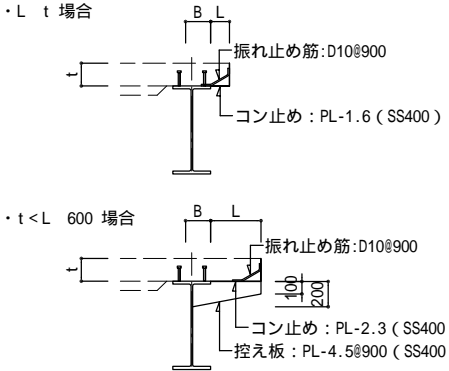 ・L t 場合
B L
t
振れ止め筋:D10@900
コン止め：PL-1.6（SS400）
・t<L 600 場合
B L
t
振れ止め筋:D10@900
100
200
コン止め：PL-2.3（SS400
控え板：PL-4.5@900（SS400